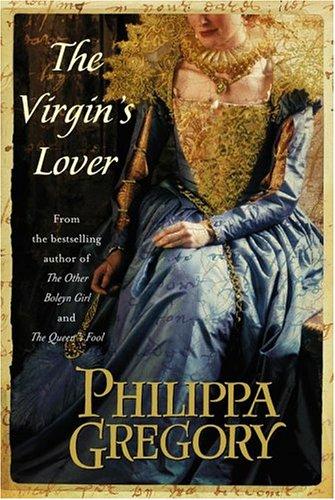 The
Virgin's
Lover
From
the bestselling
author of
The Other
Boleyn Girl
and
The Queen's Fool
PHILIPPA
GREGORY